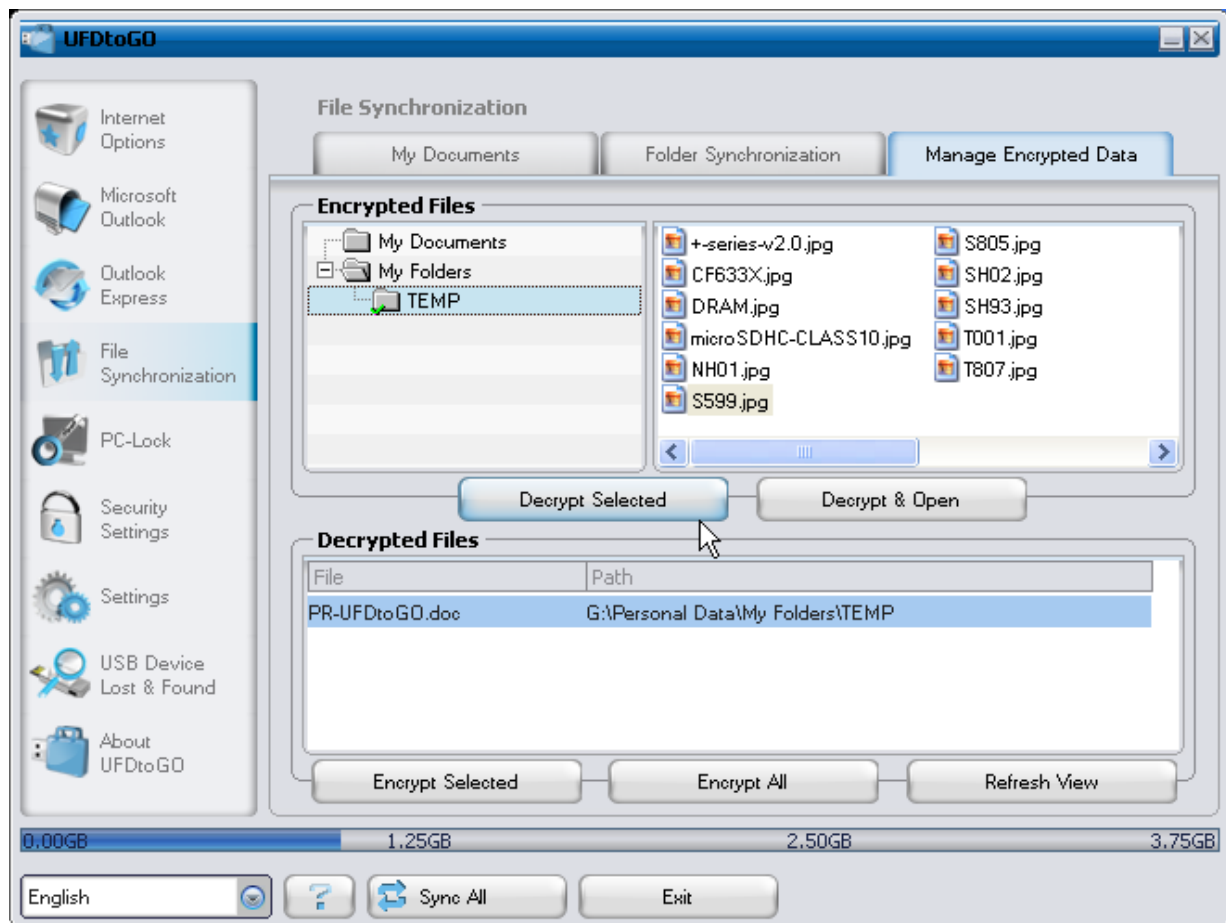 UFDtoGO
Internet
Options
Microsoft
Outlook
Outlook
Express
File
Synchronization
PC-Lock
Security
Settings
Settings
USB Device
Lost & Found
About
UFDtoGO
File Synchronization
My Documents
Folder Synchronization
Manage Encrypted Data
Encrypted Files
My Documents
My Folders
TEMP
+-series-v2.0.jpg
CF633X.jpg
DRAM.jpg
microSDHC-CLASS10.jpg
NH01.jpg
S599.jpg
S805.jpg
SH02.jpg
SH93.jpg
T001.jpg
T807.jpg
Decrypt Selected
Decrypt & Open
Decrypted Files
File
Path
PR-UFDtoGO.doc
G:\Personal Data\My Folders\TEMP
Encrypt Selected
Encrypt All
Refresh View
0.00GB
1.25GB
2.50GB
3.75GB
English
?
Sync All
Exit